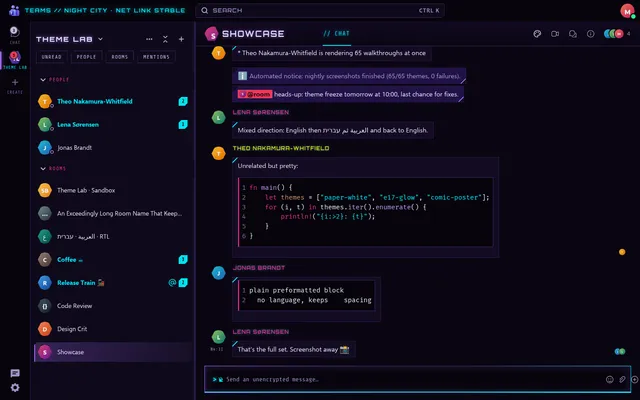 TEAMS // NIGHT CITY · NET LINK STABLE
SEARCH
CTRL K
M
CHAT
THEME LAB
CREATE
THEME LAB
UNREAD
PEOPLE
ROOMS
MENTIONS
PEOPLE
Theo Nakamura-Whitfield
Lena Sørensen
Jonas Brandt
ROOMS
Theme Lab · Sandbox
An Exceedingly Long Room Name That Keep...
العربية · עברית · RTL
Coffee ☕
Release Train 🚂
Code Review
Design Crit
Showcase
SHOWCASE
// CHAT
4
* Theo Nakamura-Whitfield is rendering 65 walkthroughs at once
ℹ️ Automated notice: nightly screenshots finished (65/65 themes, 0 failures).
@room heads-up: theme freeze tomorrow at 10:00, last chance for fixes.
LENA SØRENSEN
Mixed direction: English then العربية ثم עברית and back to English.
THEO NAKAMURA-WHITFIELD
Unrelated but pretty:
1 fn main() {
2     let themes = ["paper-white", "e17-glow", "comic-poster"];
3     for (i, t) in themes.iter().enumerate() {
4         println!("{i:>2}: {t}");
5     }
6 }
JONAS BRANDT
1 plain preformatted block
2   no language, keeps    spacing
LENA SØRENSEN
That's the full set. Screenshot away 📸
Send an unencrypted message…